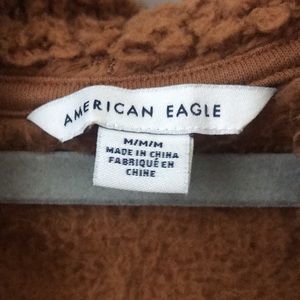 AMERICAN EAGLE
M/M/M
MADE IN CHINA
FABRIQUÉ EN
CHINE